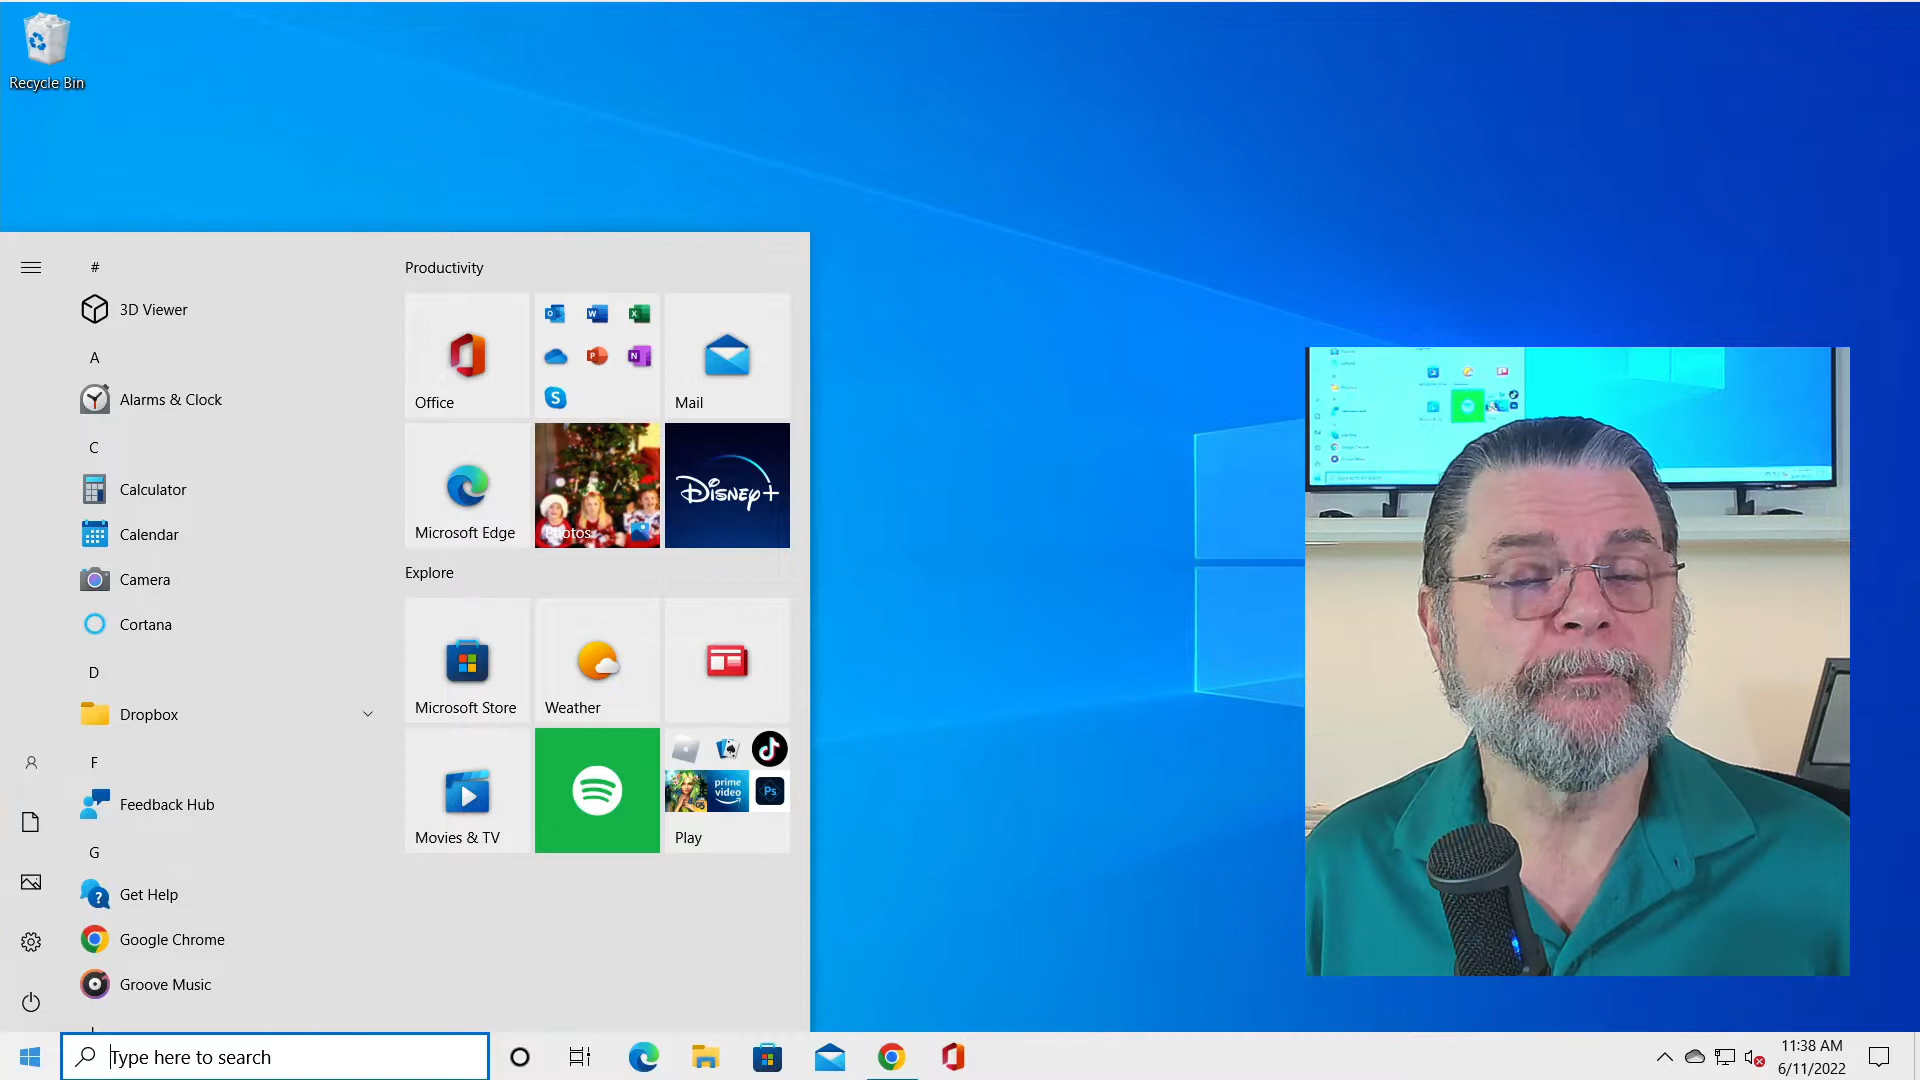 Recycle Bin
#
3D Viewer
A
Alarms & Clock
C
Calculator
Calendar
Camera
Cortana
D
Dropbox
F
Feedback Hub
G
Get Help
Google Chrome
Groove Music
Productivity
Office
Mail
Microsoft Edge
Photos
Disney+
Explore
Microsoft Store
Weather
Movies & TV
prime video
Ps
Play
Type here to search
11:38 AM
6/11/2022